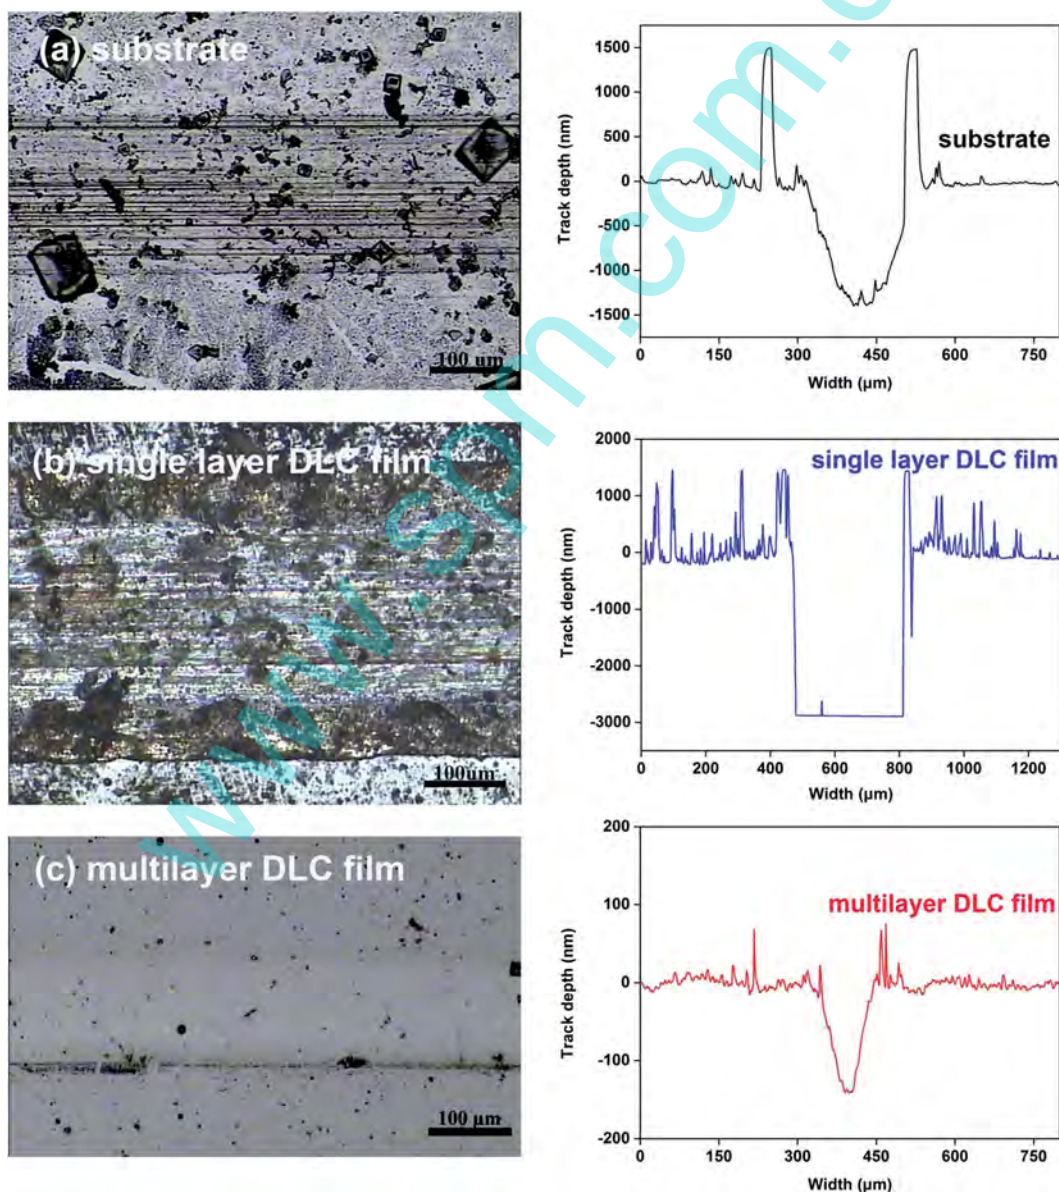 (a) substrate
100 um
1500
1000
500
0
-500
-1000
-1500
Track depth (nm)
substrate
0 150 300 450 600 750
Width (µm)
(b) single layer DLC film
100um
2000
1000
0
-1000
-2000
-3000
Track depth (nm)
single layer DLC film
0 200 400 600 800 1000 1200
Width (µm)
(c) multilayer DLC film
100 µm
200
100
0
-100
-200
Track depth (nm)
multilayer DLC film
0 150 300 450 600 750
Width (µm)
www.spm.com.